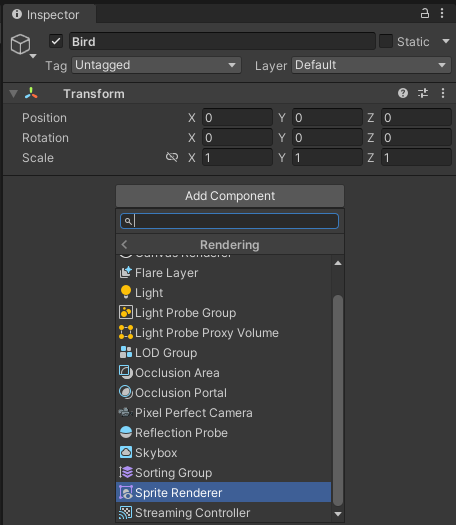 Inspector
Bird
Static
Tag Untagged Layer Default
Transform
Position X 0 Y 0 Z 0
Rotation X 0 Y 0 Z 0
Scale X 1 Y 1 Z 1
Add Component
Rendering
Canvas Renderer
Flare Layer
Light
Light Probe Group
Light Probe Proxy Volume
LOD Group
Occlusion Area
Occlusion Portal
Pixel Perfect Camera
Reflection Probe
Skybox
Sorting Group
Sprite Renderer
Streaming Controller